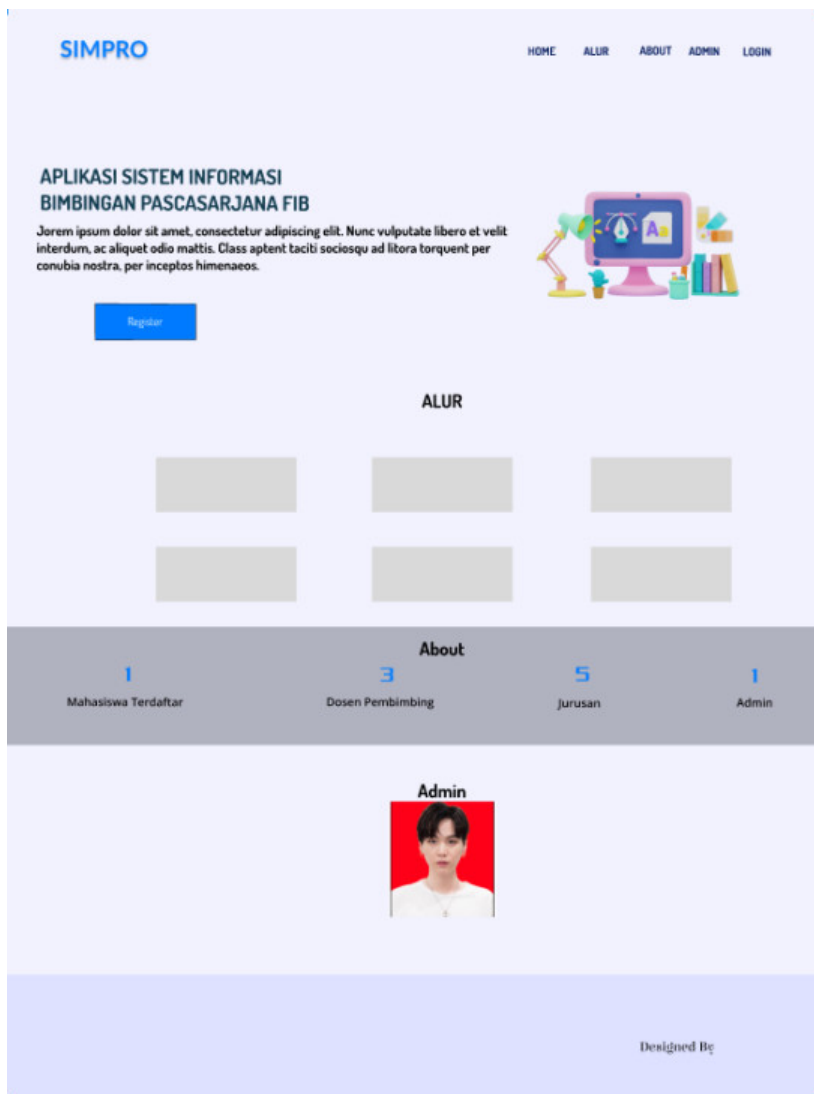 SIMPRO
HOME ALUR ABOUT ADMIN LOGIN
APLIKASI SISTEM INFORMASI
BIMBINGAN PASCASARJANA FIB
Jorem ipsum dolor sit amet, consectetur adipiscing elit. Nunc vulputate libero et velit
interdum, ac aliquet odio mattis. Class aptent taciti sociosqu ad litora torquent per
conubia nostra, per inceptos himenaeos.
Register
ALUR
About
1 3 5 1
Mahasiswa Terdaftar Dosen Pembimbing Jurusan Admin
Admin
Designed By